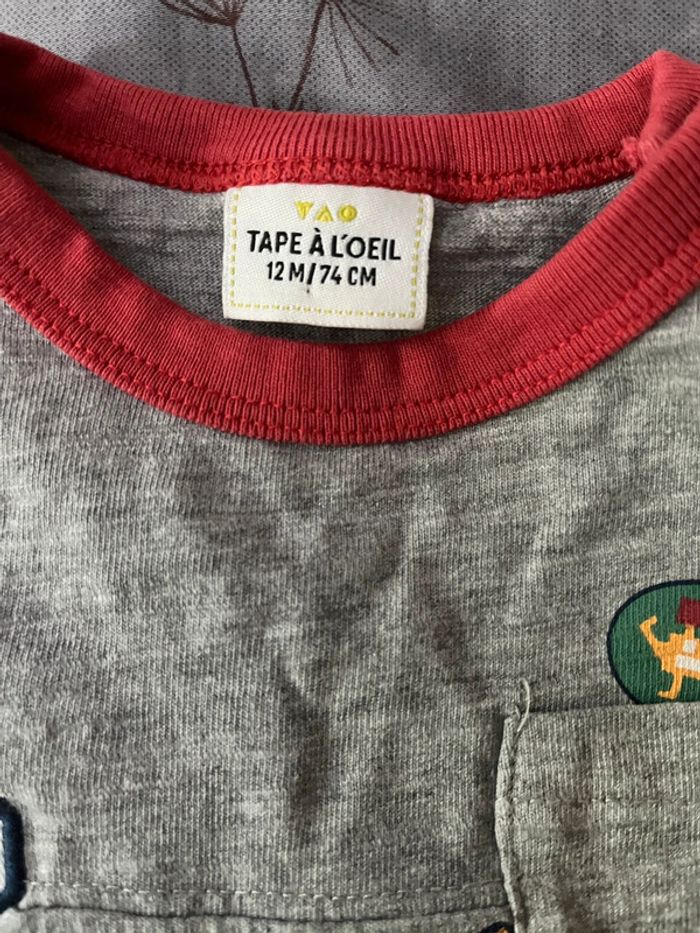 TAO
TAPE À L'OEIL
12 M/74 CM